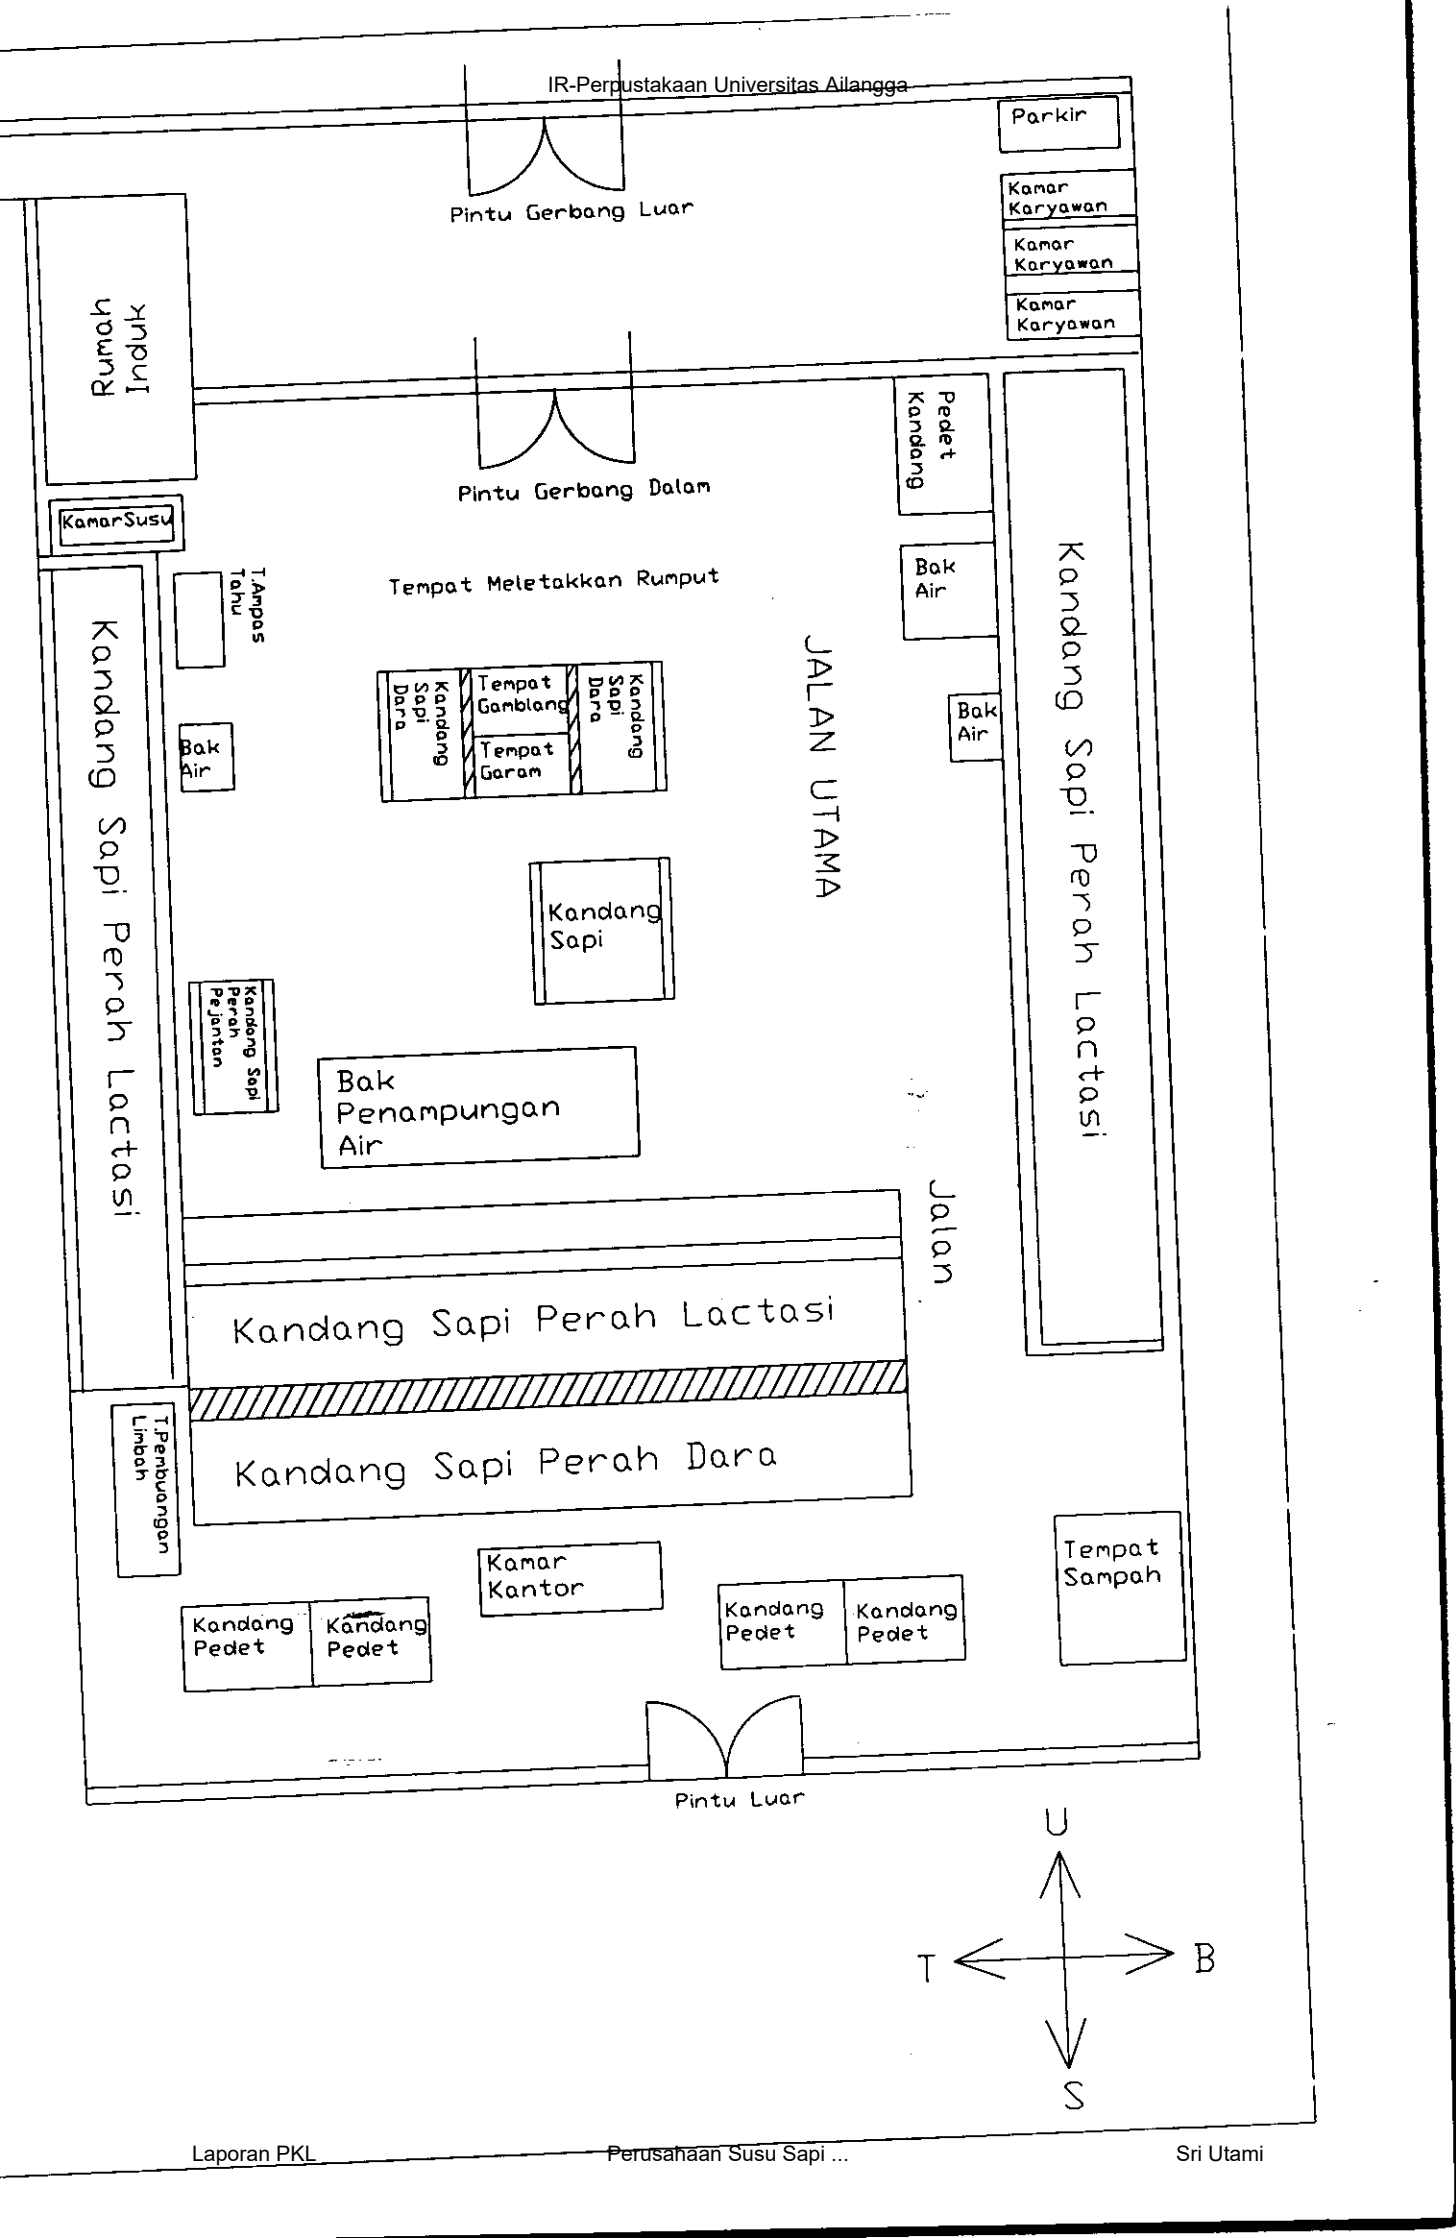 IR-Perpustakaan Universitas Ailangga
Parkir
Kamar
Karyawan
Kamar
Karyawan
Kamar
Karyawan
Pintu Gerbang Luar
Rumah
Induk
Pedet
Kandang
Pintu Gerbang Dalam
KamarSusu
T.Ampas
Tahu
Tempat Meletakkan Rumput
Bak
Air
Kandang Sapi Perah Lactasi
Kandang Sapi Perah Lactasi
JALAN UTAMA
Kandang
Sapi
Dara
Tempat
Gamblang
Tempat
Garam
Kandang
Sapi
Dara
Bak
Air
Bak
Air
Kandang
Sapi
Kandang Sapi
Perah
Pejantan
Bak
Penampungan
Air
Jalan
Kandang Sapi Perah Lactasi
Kandang Sapi Perah Dara
T.Pembuangan
Limbah
Kamar
Kantor
Tempat
Sampah
Kandang
Pedet
Kandang
Pedet
Kandang
Pedet
Kandang
Pedet
Pintu Luar
U
T
B
S
Laporan PKL
Perusahaan Susu Sapi ...
Sri Utami